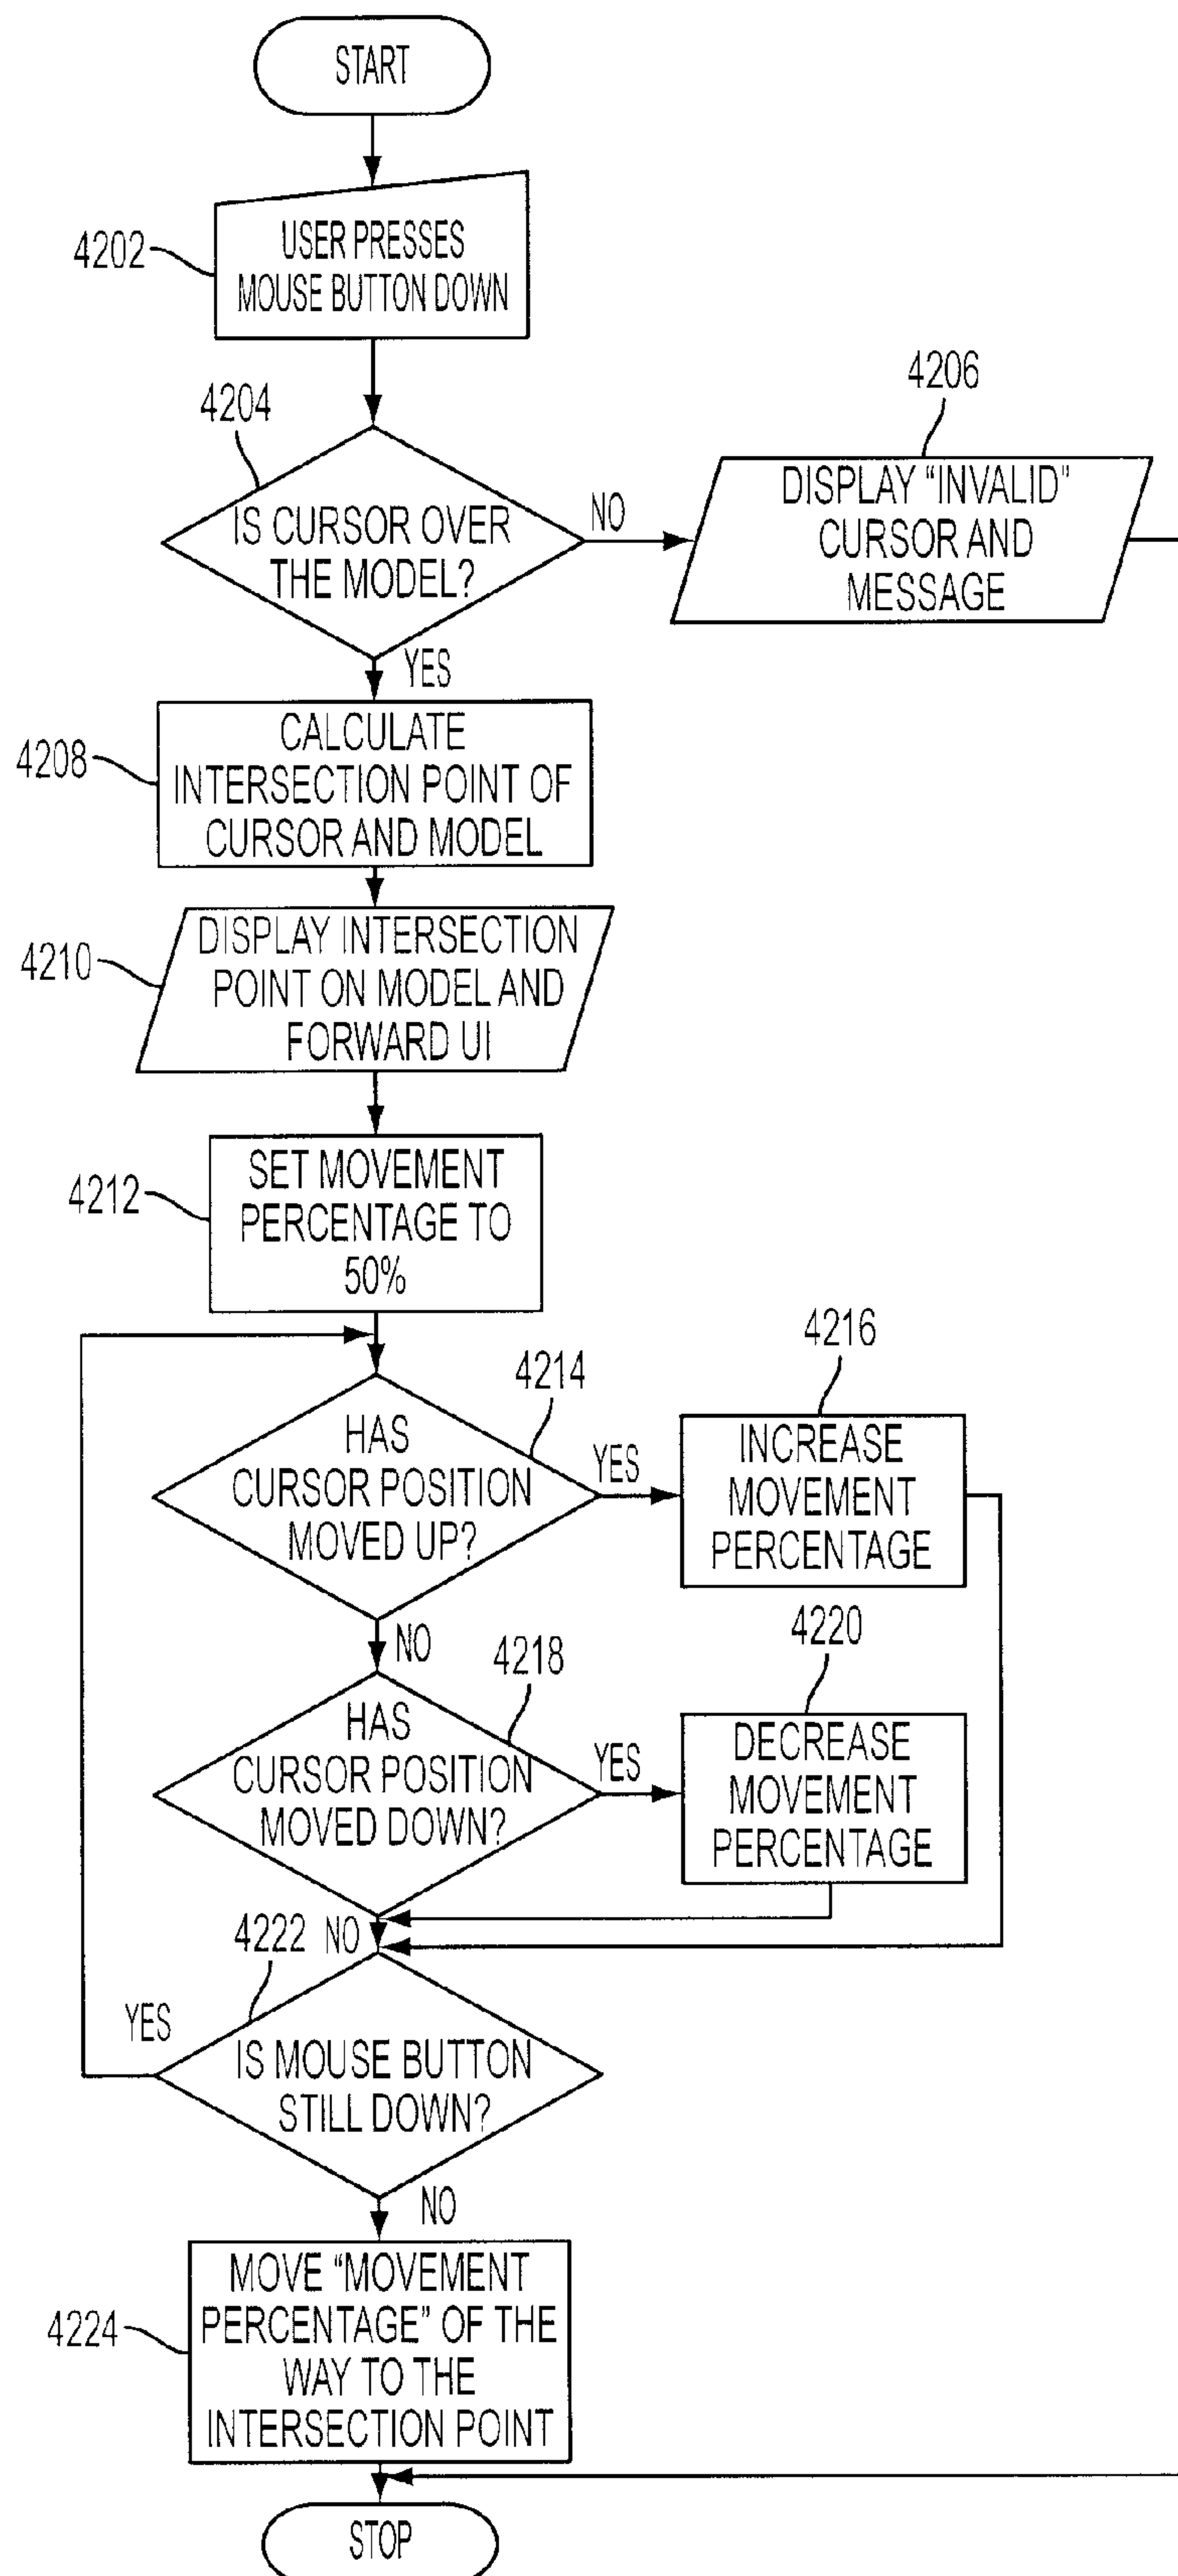 START
4202
USER PRESSES
MOUSE BUTTON DOWN
4204
IS CURSOR OVER
THE MODEL?
NO
4206
DISPLAY “INVALID”
CURSOR AND
MESSAGE
YES
4208
CALCULATE
INTERSECTION POINT OF
CURSOR AND MODEL
4210
DISPLAY INTERSECTION
POINT ON MODEL AND
FORWARD UI
4212
SET MOVEMENT
PERCENTAGE TO
50%
4214
HAS
CURSOR POSITION
MOVED UP?
YES
4216
INCREASE
MOVEMENT
PERCENTAGE
NO
4218
HAS
CURSOR POSITION
MOVED DOWN?
YES
4220
DECREASE
MOVEMENT
PERCENTAGE
NO
4222
YES
IS MOUSE BUTTON
STILL DOWN?
NO
4224
MOVE “MOVEMENT
PERCENTAGE” OF THE
WAY TO THE
INTERSECTION POINT
STOP